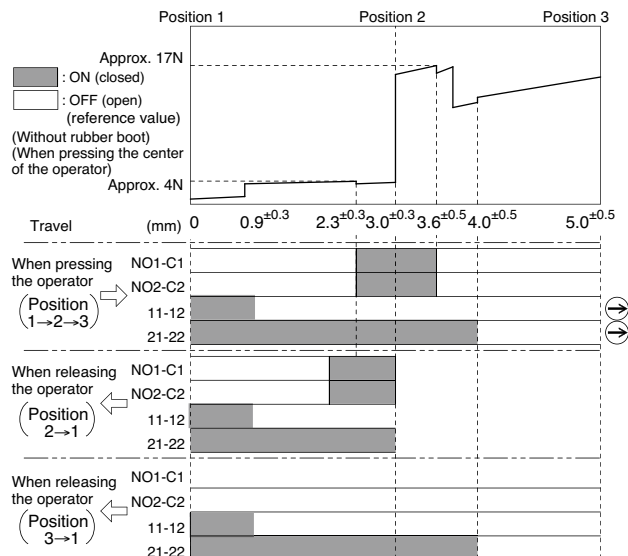 Position 1 Position 2 Position 3
Approx. 17N
: ON (closed)
: OFF (open)
(reference value)
(Without rubber boot)
(When pressing the center
of the operator)
Approx. 4N
Travel (mm) 0 0.9±0.3 2.3±0.3 3.0±0.3 3.6±0.5 4.0±0.5 5.0±0.5
When pressing
the operator
(Position
1→2→3)
NO1-C1
NO2-C2
11-12
21-22
When releasing
the operator
(Position
2→1)
NO1-C1
NO2-C2
11-12
21-22
When releasing
the operator
(Position
3→1)
NO1-C1
NO2-C2
11-12
21-22